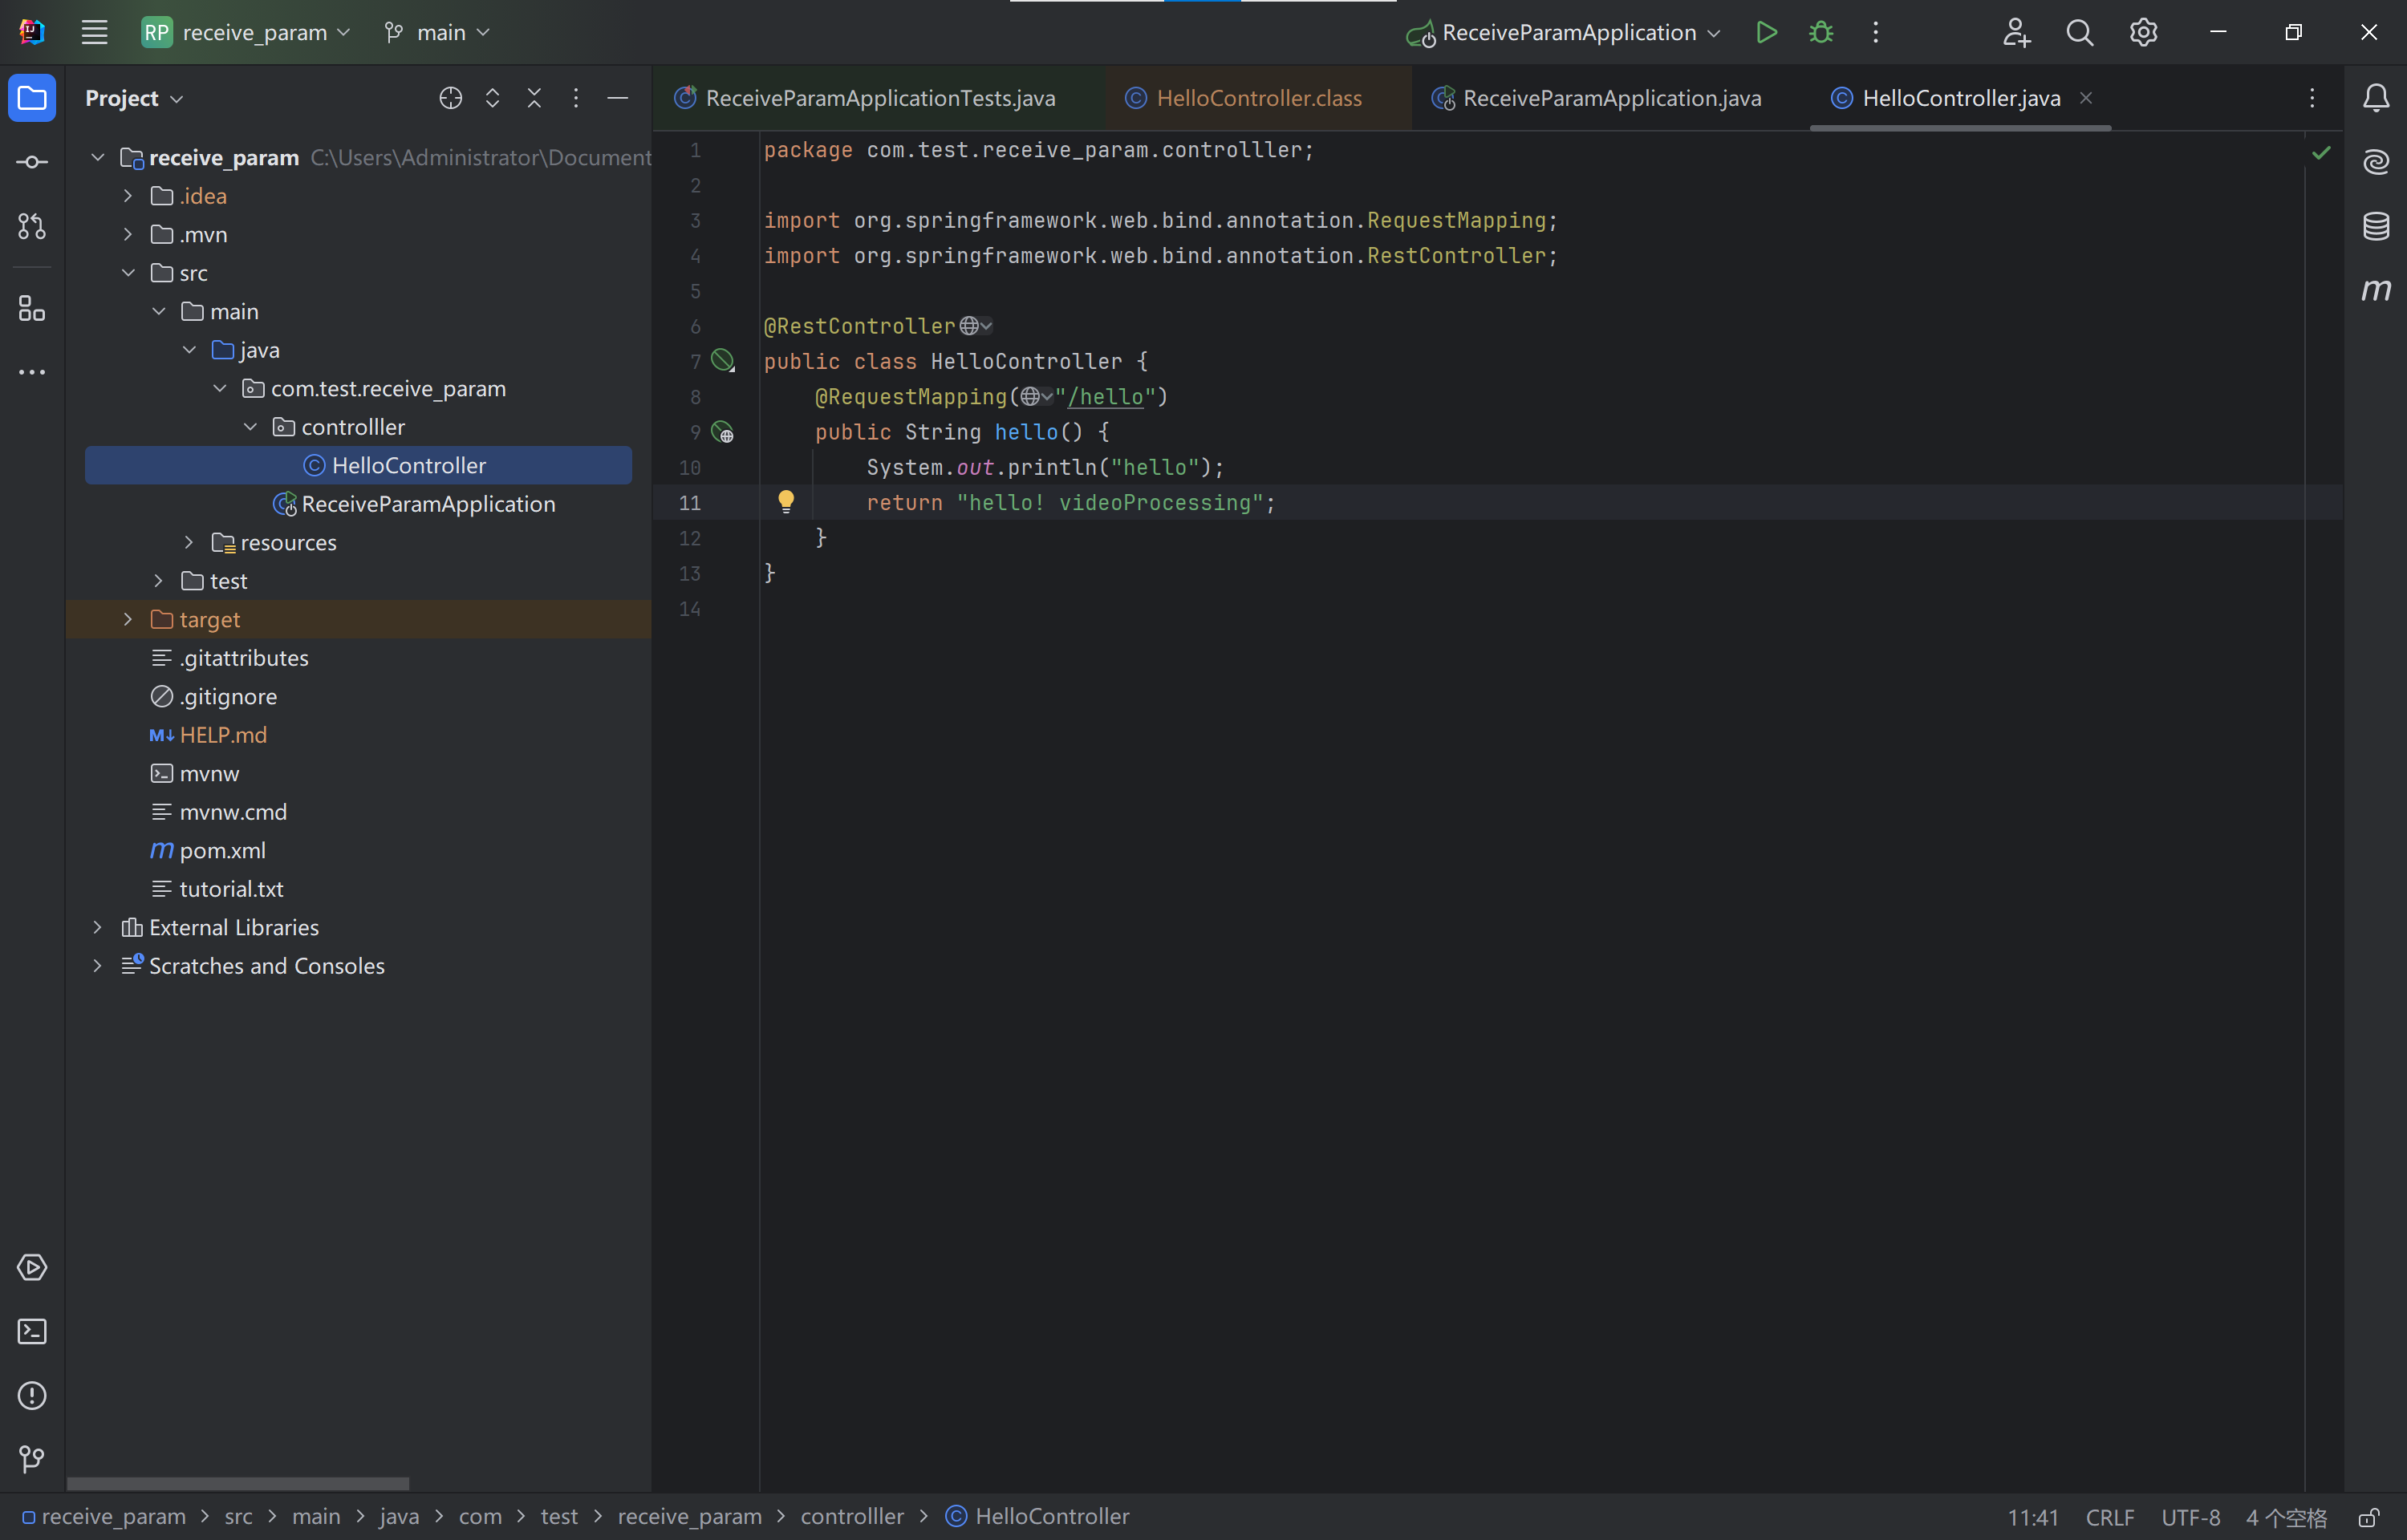 RP receive_param main ReceiveParamApplication
Project
receive_param C:\Users\Administrator\Document
.idea
.mvn
src
main
java
com.test.receive_param
controlller
HelloController
ReceiveParamApplication
resources
test
target
.gitattributes
.gitignore
HELP.md
mvnw
mvnw.cmd
pom.xml
tutorial.txt
External Libraries
Scratches and Consoles
ReceiveParamApplicationTests.java HelloController.class ReceiveParamApplication.java HelloController.java
1 package com.test.receive_param.controlller;
2
3 import org.springframework.web.bind.annotation.RequestMapping;
4 import org.springframework.web.bind.annotation.RestController;
5
6 @RestController
7 public class HelloController {
8 @RequestMapping("/hello")
9 public String hello() {
10 System.out.println("hello");
11 return "hello! videoProcessing";
12 }
13 }
14
receive_param > src > main > java > com > test > receive_param > controlller > HelloController 11:41 CRLF UTF-8 4 个空格